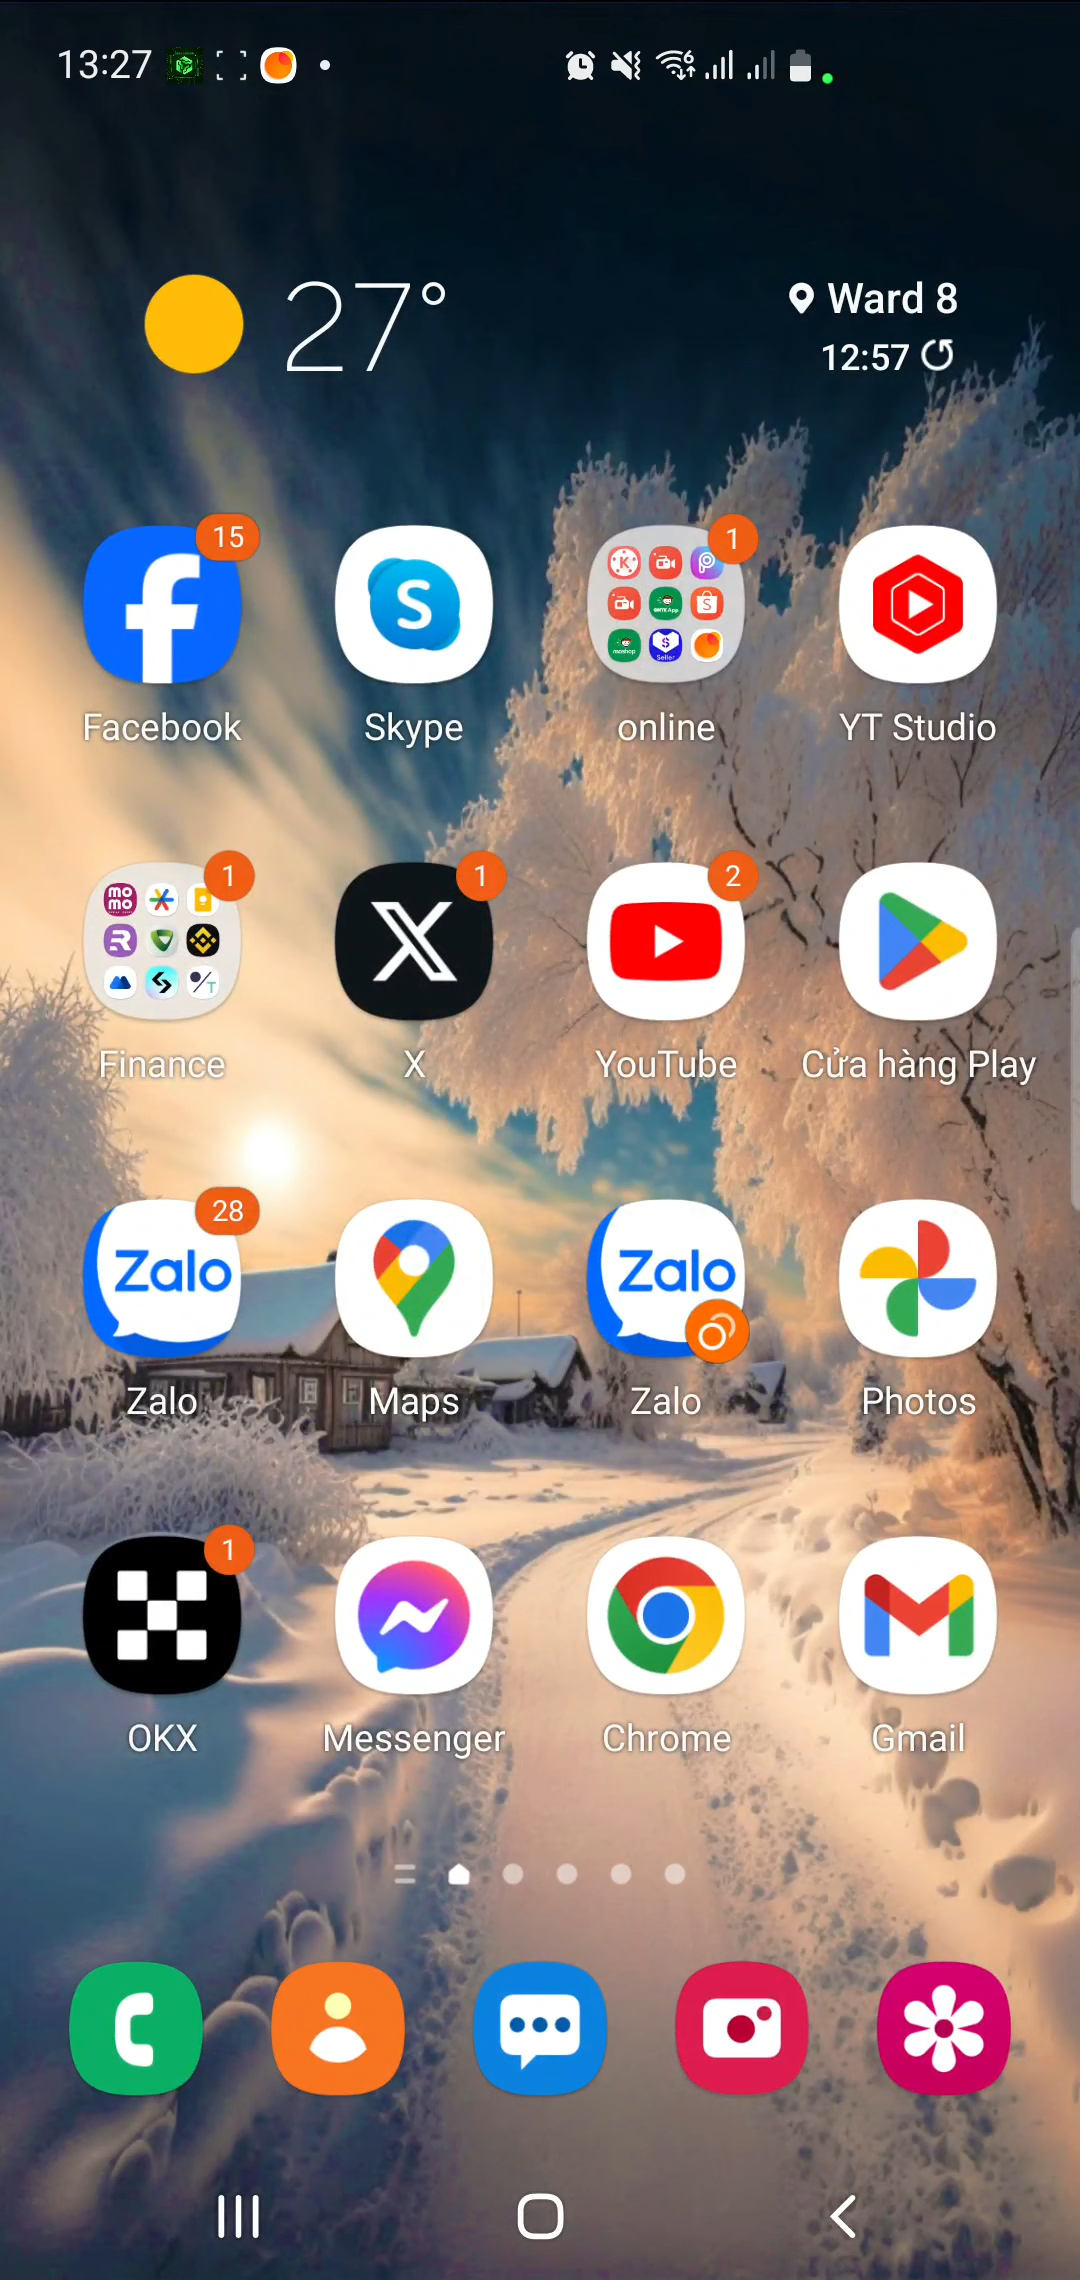 13:27
27°
Ward 8
12:57
15
1
Facebook
Skype
online
YT Studio
1
1
2
Finance
X
YouTube
Cửa hàng Play
28
Zalo
Zalo
Zalo
Maps
Zalo
Photos
1
OKX
Messenger
Chrome
Gmail